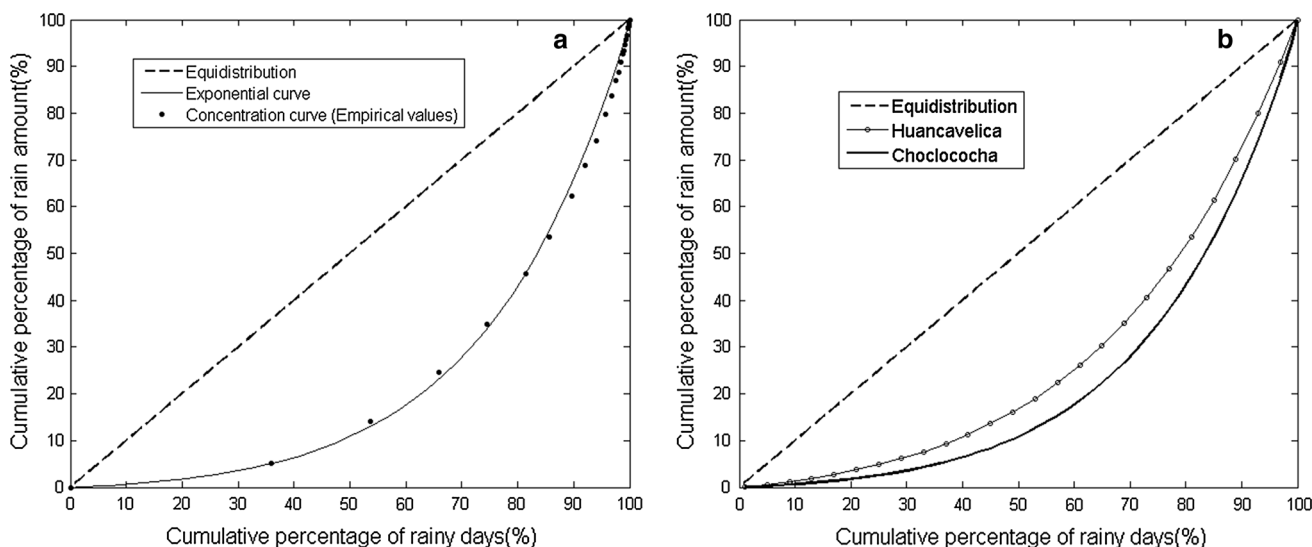 a
Equidistribution
Exponential curve
Concentration curve (Empirical values)
Cumulative percentage of rain amount(%)
100
90
80
70
60
50
40
30
20
10
0
0 10 20 30 40 50 60 70 80 90 100
Cumulative percentage of rainy days(%)
b
Equidistribution
Huancavelica
Choclococha
Cumulative percentage of rain amount(%)
100
90
80
70
60
50
40
30
20
10
0
0 10 20 30 40 50 60 70 80 90 100
Cumulative percentage of rainy days(%)